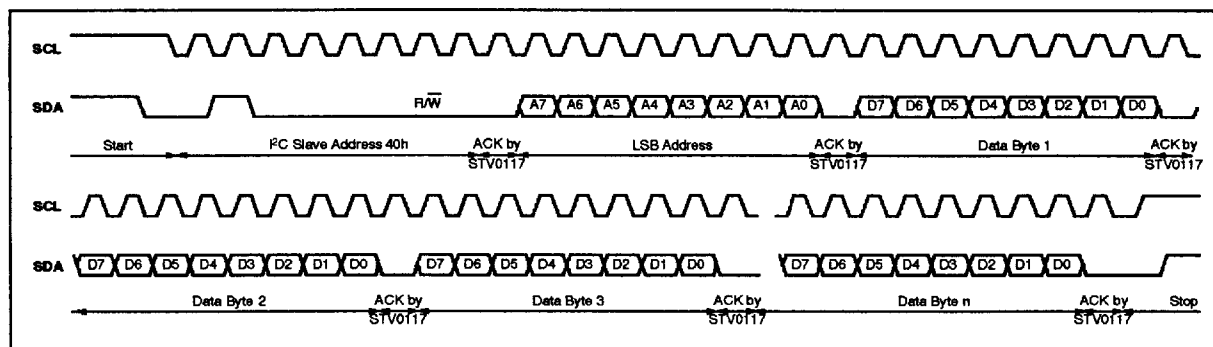 SCL
SDA
R/W
A7 A6 A5 A4 A3 A2 A1 A0 D7 D6 D5 D4 D3 D2 D1 D0
Start I²C Slave Address 40h ACK by STV0117 LSB Address ACK by STV0117 Data Byte 1 ACK by STV0117
SCL
SDA D7 D6 D5 D4 D3 D2 D1 D0 D7 D6 D5 D4 D3 D2 D1 D0 D7 D6 D5 D4 D3 D2 D1 D0
Data Byte 2 ACK by STV0117 Data Byte 3 ACK by STV0117 Data Byte n ACK by STV0117 Stop